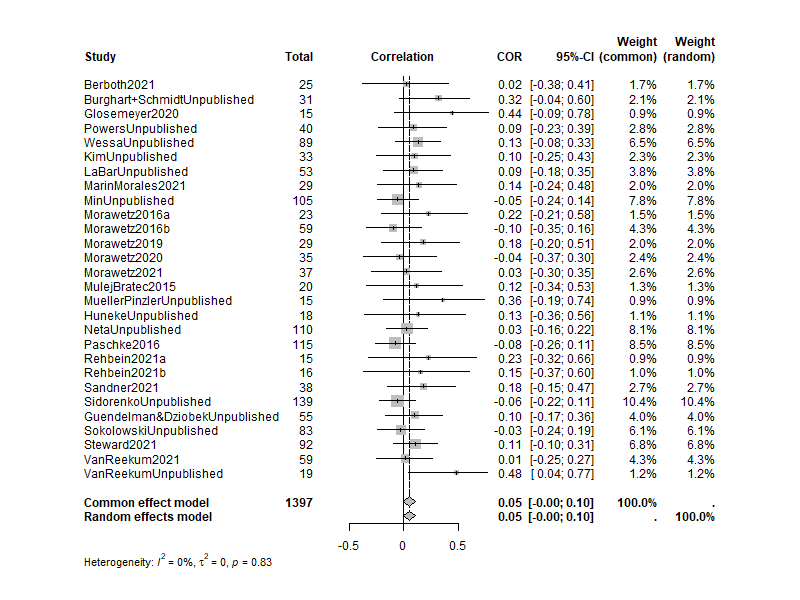 Weight Weight
Study Total Correlation COR 95%-CI (common) (random)
Berboth2021 25 0.02 [-0.38; 0.41] 1.7% 1.7%
Burghart+SchmidtUnpublished 31 0.32 [-0.04; 0.60] 2.1% 2.1%
Glosemeyer2020 15 0.44 [-0.09; 0.78] 0.9% 0.9%
PowersUnpublished 40 0.09 [-0.23; 0.39] 2.8% 2.8%
WessaUnpublished 89 0.13 [-0.08; 0.33] 6.5% 6.5%
KimUnpublished 33 0.10 [-0.25; 0.43] 2.3% 2.3%
LaBarUnpublished 53 0.09 [-0.18; 0.35] 3.8% 3.8%
MarinMorales2021 29 0.14 [-0.24; 0.48] 2.0% 2.0%
MinUnpublished 105 -0.05 [-0.24; 0.14] 7.8% 7.8%
Morawetz2016a 23 0.22 [-0.21; 0.58] 1.5% 1.5%
Morawetz2016b 59 -0.10 [-0.35; 0.16] 4.3% 4.3%
Morawetz2019 29 0.18 [-0.20; 0.51] 2.0% 2.0%
Morawetz2020 35 -0.04 [-0.37; 0.30] 2.4% 2.4%
Morawetz2021 37 0.03 [-0.30; 0.35] 2.6% 2.6%
MulejBratec2015 20 0.12 [-0.34; 0.53] 1.3% 1.3%
MuellerPinzlerUnpublished 15 0.36 [-0.19; 0.74] 0.9% 0.9%
HunekeUnpublished 18 0.13 [-0.36; 0.56] 1.1% 1.1%
NetaUnpublished 110 0.03 [-0.16; 0.22] 8.1% 8.1%
Paschke2016 115 -0.08 [-0.26; 0.11] 8.5% 8.5%
Rehbein2021a 15 0.23 [-0.32; 0.66] 0.9% 0.9%
Rehbein2021b 16 0.15 [-0.37; 0.60] 1.0% 1.0%
Sandner2021 38 0.18 [-0.15; 0.47] 2.7% 2.7%
SidorenkoUnpublished 139 -0.06 [-0.22; 0.11] 10.4% 10.4%
Guendelman&DziobekUnpublished 55 0.10 [-0.17; 0.36] 4.0% 4.0%
SokolowskiUnpublished 83 -0.03 [-0.24; 0.19] 6.1% 6.1%
Steward2021 92 0.11 [-0.10; 0.31] 6.8% 6.8%
VanReekum2021 59 0.01 [-0.25; 0.27] 4.3% 4.3%
VanReekumUnpublished 19 0.48 [ 0.04; 0.77] 1.2% 1.2%
Common effect model 1397 0.05 [-0.00; 0.10] 100.0% .
Random effects model 0.05 [-0.00; 0.10] . 100.0%
-0.5 0 0.5
Heterogeneity: I² = 0%, τ² = 0, p = 0.83